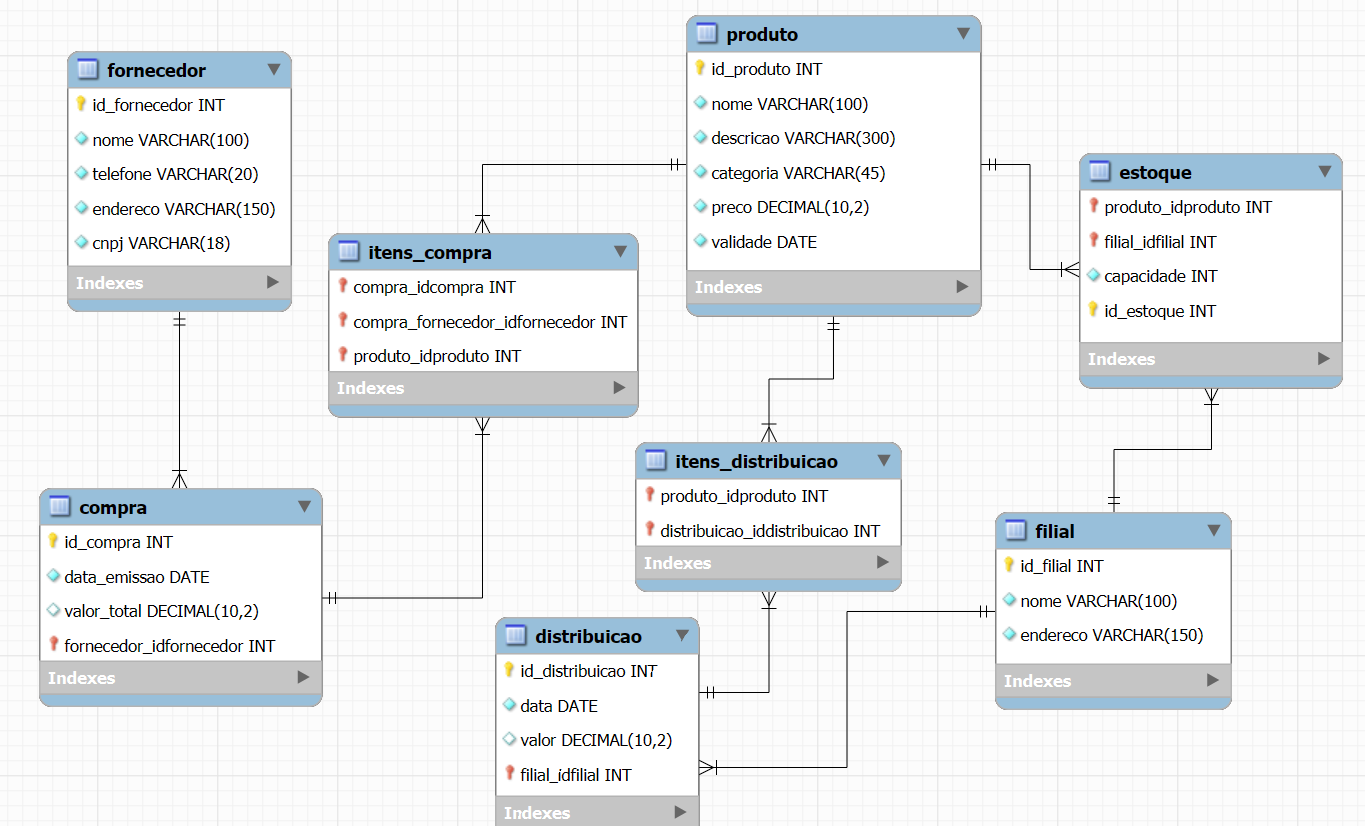 fornecedor
id_fornecedor INT
nome VARCHAR(100)
telefone VARCHAR(20)
endereco VARCHAR(150)
cnpj VARCHAR(18)
Indexes
produto
id_produto INT
nome VARCHAR(100)
descricao VARCHAR(300)
categoria VARCHAR(45)
preco DECIMAL(10,2)
validade DATE
Indexes
estoque
produto_idproduto INT
filial_idfilial INT
capacidade INT
id_estoque INT
Indexes
itens_compra
compra_idcompra INT
compra_fornecedor_idfornecedor INT
produto_idproduto INT
Indexes
itens_distribuicao
produto_idproduto INT
distribuicao_iddistribuicao INT
Indexes
compra
id_compra INT
data_emissao DATE
valor_total DECIMAL(10,2)
fornecedor_idfornecedor INT
Indexes
distribuicao
id_distribuicao INT
data DATE
valor DECIMAL(10,2)
filial_idfilial INT
Indexes
filial
id_filial INT
nome VARCHAR(100)
endereco VARCHAR(150)
Indexes